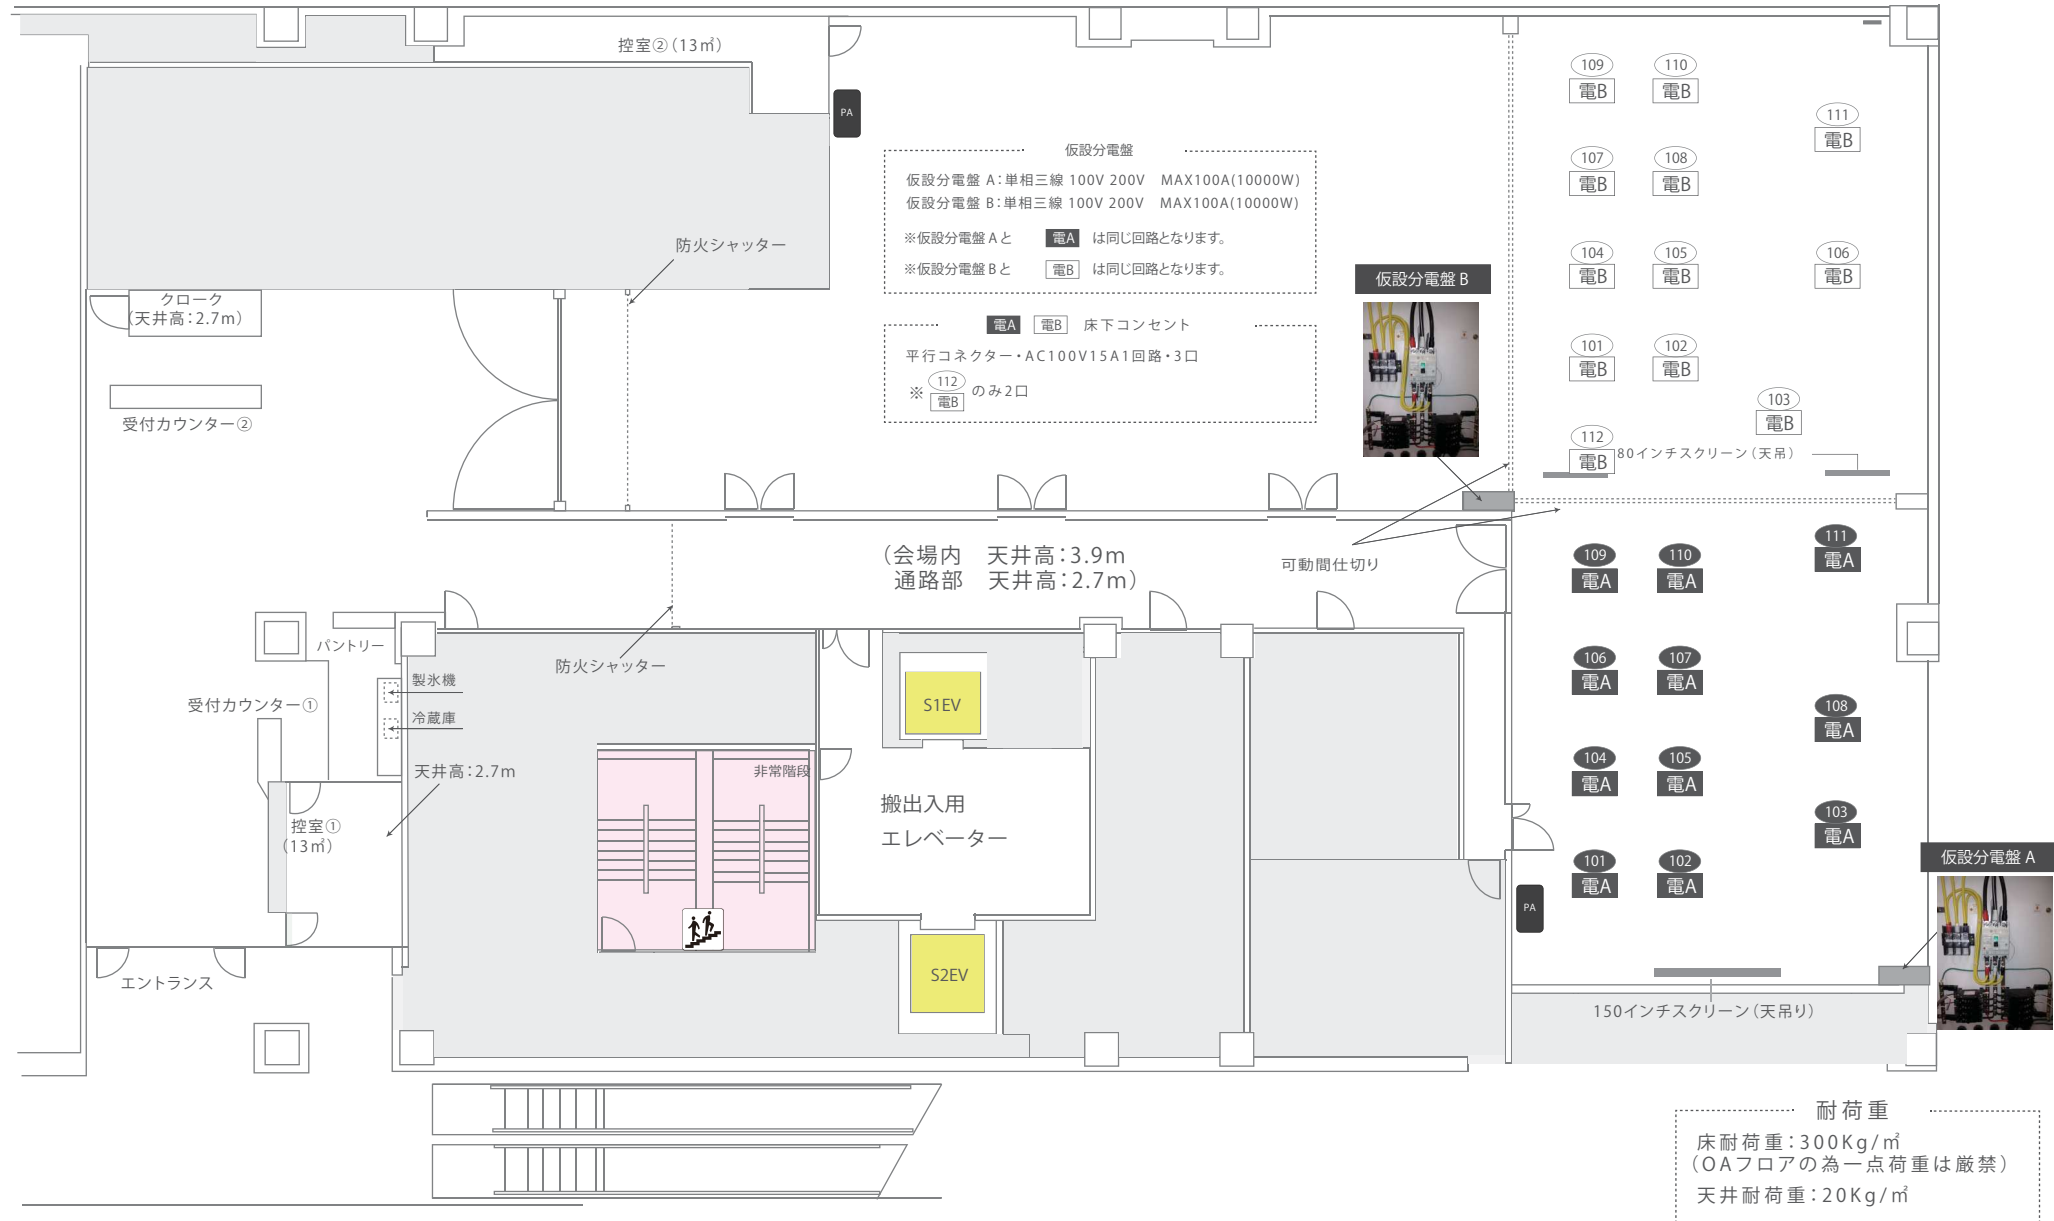 控室②(13㎡)
PA
仮設分電盤
仮設分電盤 A:単相三線 100V 200V MAX100A(10000W)
仮設分電盤 B:単相三線 100V 200V MAX100A(10000W)
※仮設分電盤 A と 電A は同じ回路となります。
※仮設分電盤 B と 電B は同じ回路となります。
電A 電B 床下コンセント
平行コネクター・AC100V15A1回路・3口
※ 112 電B のみ2口
防火シャッター
クローク
(天井高:2.7m)
受付カウンター②
仮設分電盤 B
109 110
電B 電B
111
電B
107 108
電B 電B
104 105 106
電B 電B 電B
101 102
電B 電B
103
電B
112
電B
80インチスクリーン(天吊)
(会場内 天井高:3.9m
通路部 天井高:2.7m)
可動間仕切り
111
電A
109 110
電A 電A
106 107
電A 電A
108
電A
104 105
電A 電A
103
電A
101 102
電A 電A
PA
仮設分電盤 A
150インチスクリーン(天吊り)
パントリー
防火シャッター
製氷機
受付カウンター①
冷蔵庫
天井高:2.7m
控室①
(13㎡)
エントランス
非常階段
S1EV
搬出入用
エレベーター
S2EV
耐荷重
床耐荷重:300Kg/㎡
(OAフロアの為一点荷重は厳禁)
天井耐荷重:20Kg/㎡